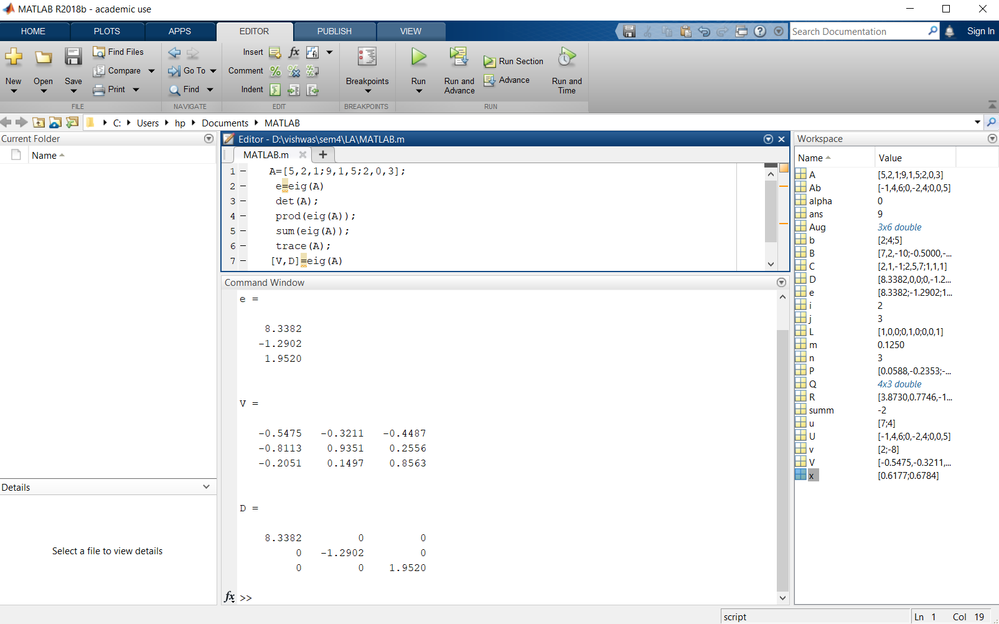 MATLAB R2018b - academic use
HOME PLOTS APPS EDITOR PUBLISH VIEW
Search Documentation
Sign In
New
Open
Save
Find Files
Compare
Print
FILE
Go To
Find
NAVIGATE
Insert
Comment
Indent
EDIT
Breakpoints
BREAKPOINTS
Run
Run and
Advance
Run Section
Advance
Run and
Time
RUN
C: Users hp Documents MATLAB
Current Folder
Name
Details
Select a file to view details
Editor - D:\vishwas\sem4\LA\MATLAB.m
MATLAB.m
1 – A=[5,2,1;9,1,5;2,0,3];
2 – e=eig(A)
3 – det(A);
4 – prod(eig(A));
5 – sum(eig(A));
6 – trace(A);
7 – [V,D]=eig(A)
Command Window
e =
8.3382
-1.2902
1.9520
V =
-0.5475 -0.3211 -0.4487
-0.8113 0.9351 0.2556
-0.2051 0.1497 0.8563
D =
8.3382 0 0
0 -1.2902 0
0 0 1.9520
fx >>
Workspace
Name Value
A [5,2,1;9,1,5;2,0,3]
Ab [-1,4,6;0,-2,4;0,0,5]
alpha 0
ans 9
Aug 3x6 double
b [2;4;5]
B [7,2,-10;-0.5000,-...
C [2,1,-1;2,5,7;1,1,1]
D [8.3382,0,0;0,-1.2...
e [8.3382;-1.2902;1...
i 2
j 3
L [1,0,0;0,1,0;0,0,1]
m 0.1250
n 3
P [0.0588,-0.2353;-...
Q 4x3 double
R [3.8730,0.7746,-1...
summ -2
u [7;4]
U [-1,4,6;0,-2,4;0,0,5]
v [2;-8]
V [-0.5475,-0.3211,...
x [0.6177;0.6784]
script
Ln 1 Col 19